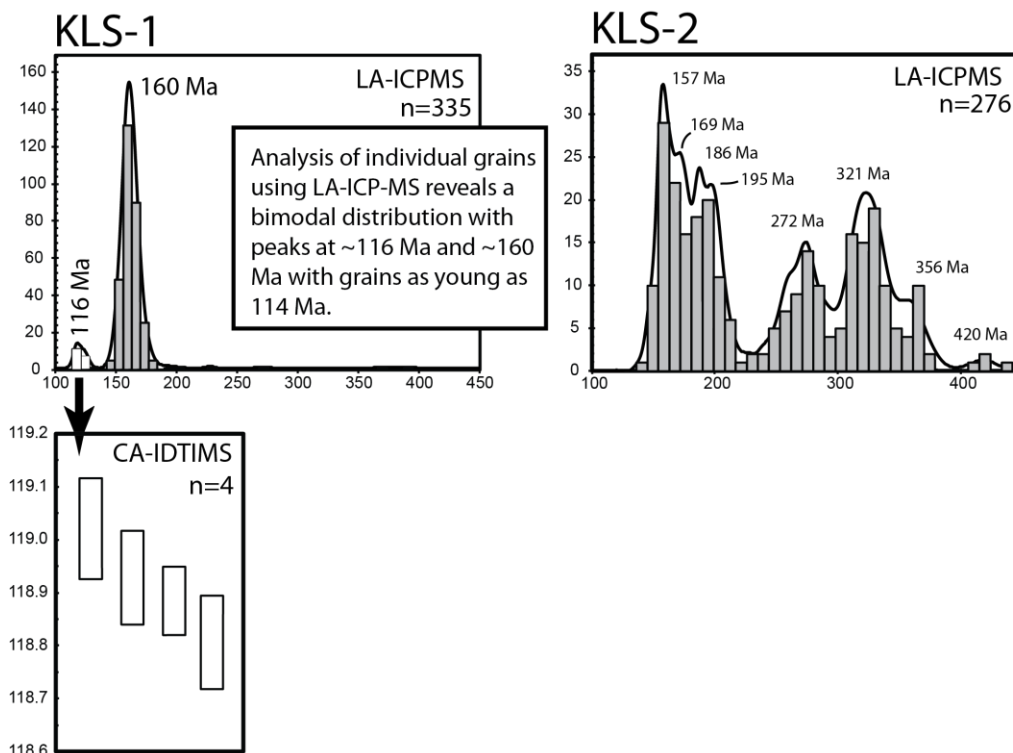 KLS-1
KLS-2
LA-ICPMS
n=335
160 Ma
116 Ma
160
140
120
100
80
60
40
20
0
100 150 200 250 300 350 400 450
Analysis of individual grains
using LA-ICP-MS reveals a
bimodal distribution with
peaks at ~116 Ma and ~160
Ma with grains as young as
114 Ma.
LA-ICPMS
n=276
157 Ma
169 Ma
186 Ma
195 Ma
272 Ma
321 Ma
356 Ma
420 Ma
35
30
25
20
15
10
5
0
100 200 300 400
CA-IDTIMS
n=4
119.2
119.1
119.0
118.9
118.8
118.7
118.6